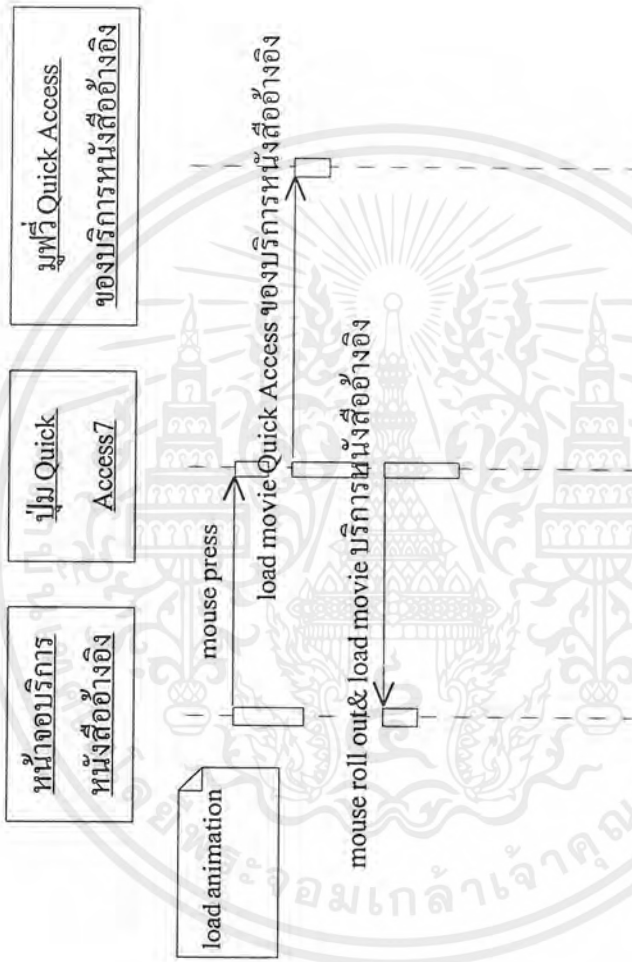 หน้าจอบริการ
หนังสืออ้างอิง
ปุ่ม Quick
Access7
มูฟวี่ Quick Access
ของบริการหนังสืออ้างอิง
load animation
mouse press
load movie Quick Access ของบริการหนังสืออ้างอิง
mouse roll out& load movie บริการหนังสืออ้างอิง